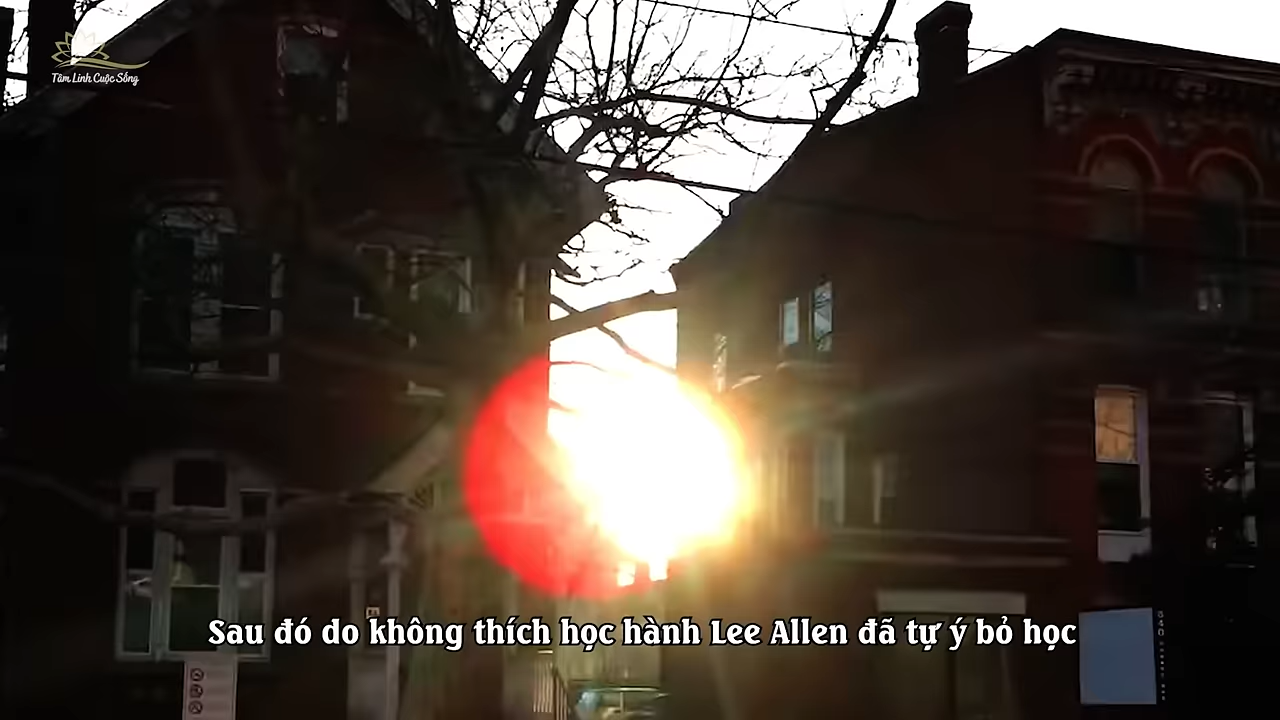 Tâm Linh Cuộc Sống
Sau đó do không thích học hành Lee Allen đã tự ý bỏ học